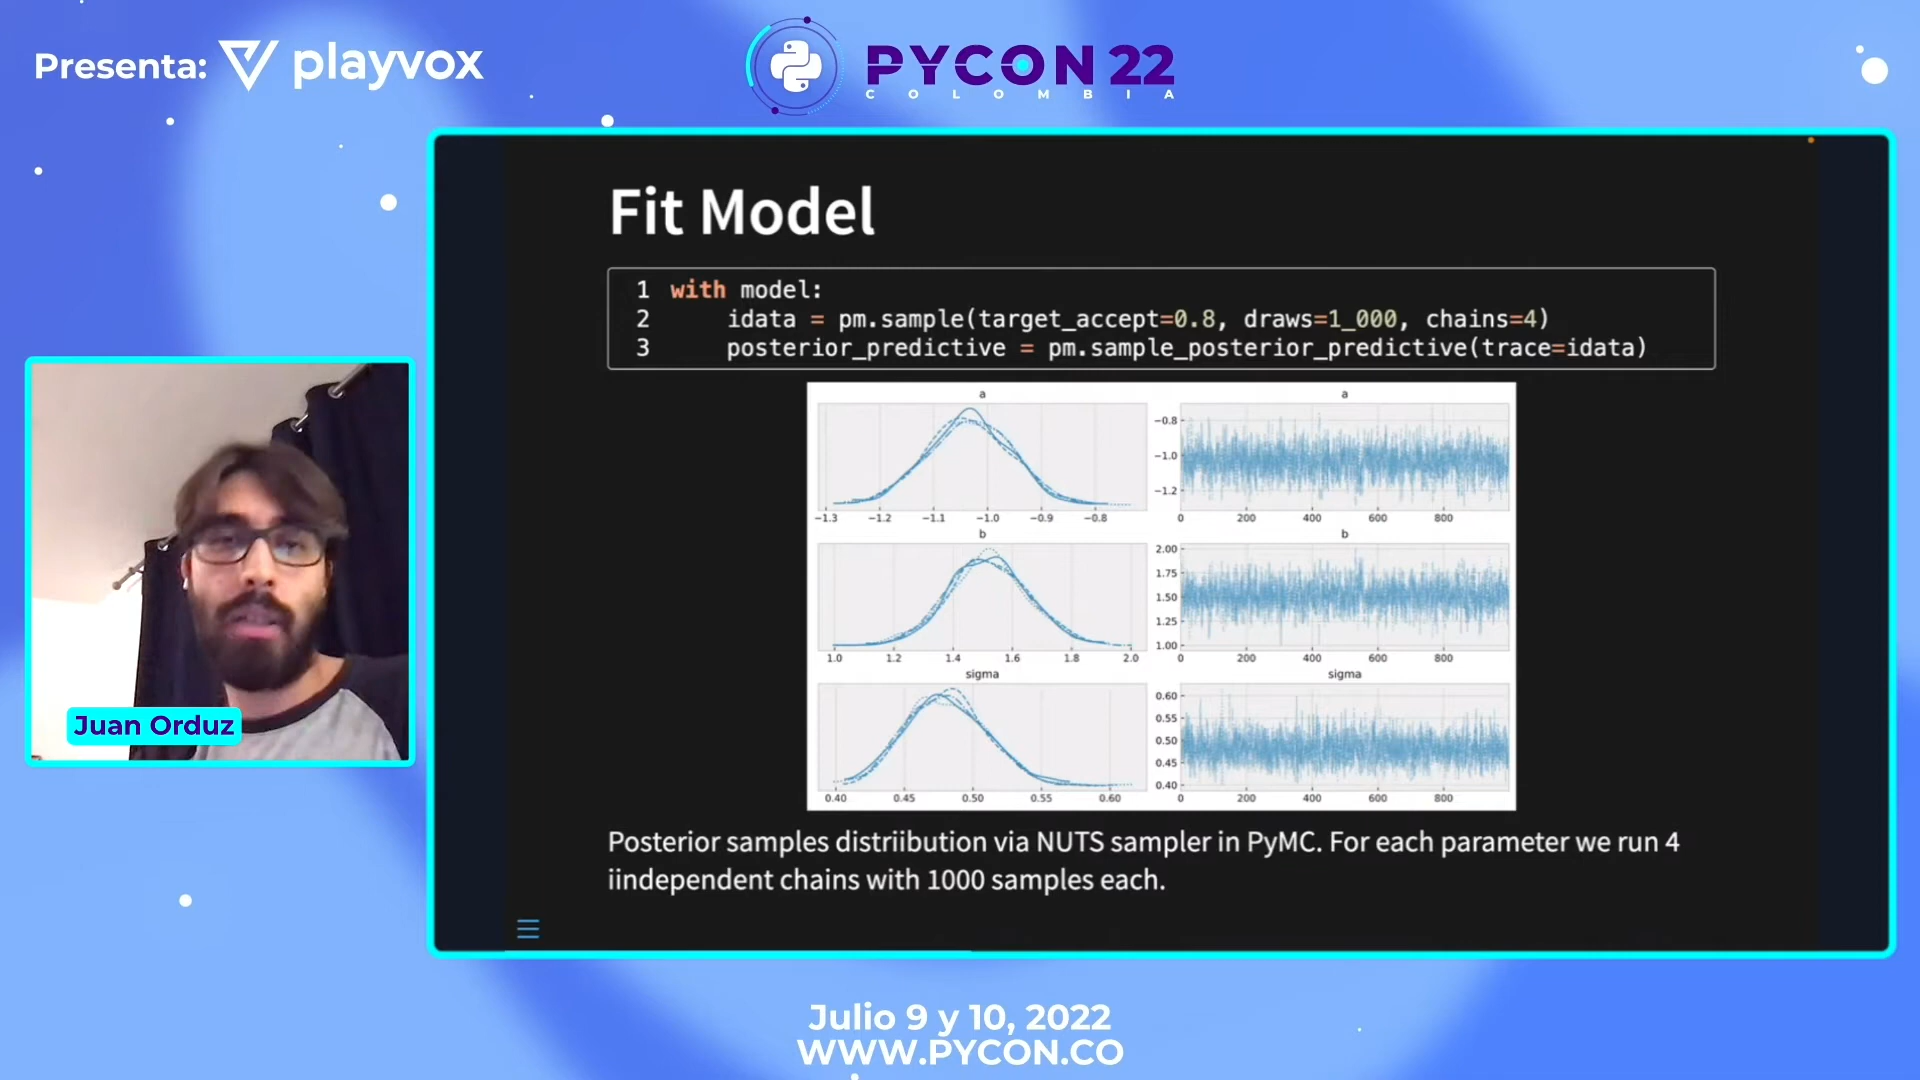 Presenta: playvox
PYCON 22
COLOMBIA
Fit Model
1 with model:
2 idata = pm.sample(target_accept=0.8, draws=1_000, chains=4)
3 posterior_predictive = pm.sample_posterior_predictive(trace=idata)
a
−1.3 −1.2 −1.1 −1.0 −0.9 −0.8
a
−0.8
−1.0
−1.2
0 200 400 600 800
b
1.0 1.2 1.4 1.6 1.8 2.0
b
2.00
1.75
1.50
1.25
1.00
0 200 400 600 800
sigma
0.40 0.45 0.50 0.55 0.60
sigma
0.60
0.55
0.50
0.45
0.40
0 200 400 600 800
Posterior samples distriibution via NUTS sampler in PyMC. For each parameter we run 4
iindependent chains with 1000 samples each.
Juan Orduz
Julio 9 y 10, 2022
WWW.PYCON.CO